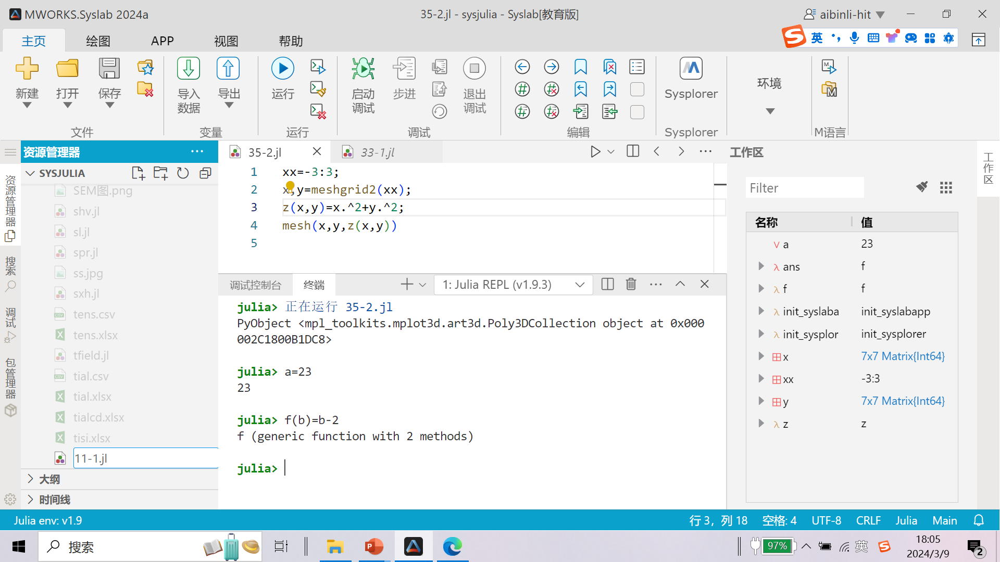 MWORKS.Syslab 2024a
35-2.jl - sysjulia - Syslab[教育版]
aibinli-hit
主页
绘图
APP
视图
帮助
英
新建
打开
保存
导入
数据
导出
运行
启动
调试
步进
退出
调试
Sysplorer
环境
文件
变量
运行
调试
编辑
Sysplorer
M语言
资源管理器
SYSJULIA
SEM图.png
shv.jl
sl.jl
spr.jl
ss.jpg
sxh.jl
tens.csv
tens.xlsx
tfield.jl
tial.csv
tial.xlsx
tialcd.xlsx
tisi.xlsx
11-1.jl
大纲
时间线
资源管理器
搜索
调试
包管理器
35-2.jl
33-1.jl
1 xx=-3:3;
2 x,y=meshgrid2(xx);
3 z(x,y)=x.^2+y.^2;
4 mesh(x,y,z(x,y))
5
调试控制台
终端
1: Julia REPL (v1.9.3)
julia> 正在运行 35-2.jl
PyObject <mpl_toolkits.mplot3d.art3d.Poly3DCollection object at 0x000
002C1800B1DC8>
julia> a=23
23
julia> f(b)=b-2
f (generic function with 2 methods)
julia>
工作区
工作区
Filter
名称 值
a 23
ans f
f f
init_syslaba init_syslabapp
init_sysplor init_sysplorer
x 7x7 Matrix{Int64}
xx -3:3
y 7x7 Matrix{Int64}
z z
Julia env: v1.9
行 3，列 18
空格: 4
UTF-8
CRLF
Julia
Main
搜索
97%
英
18:05
2024/3/9
2